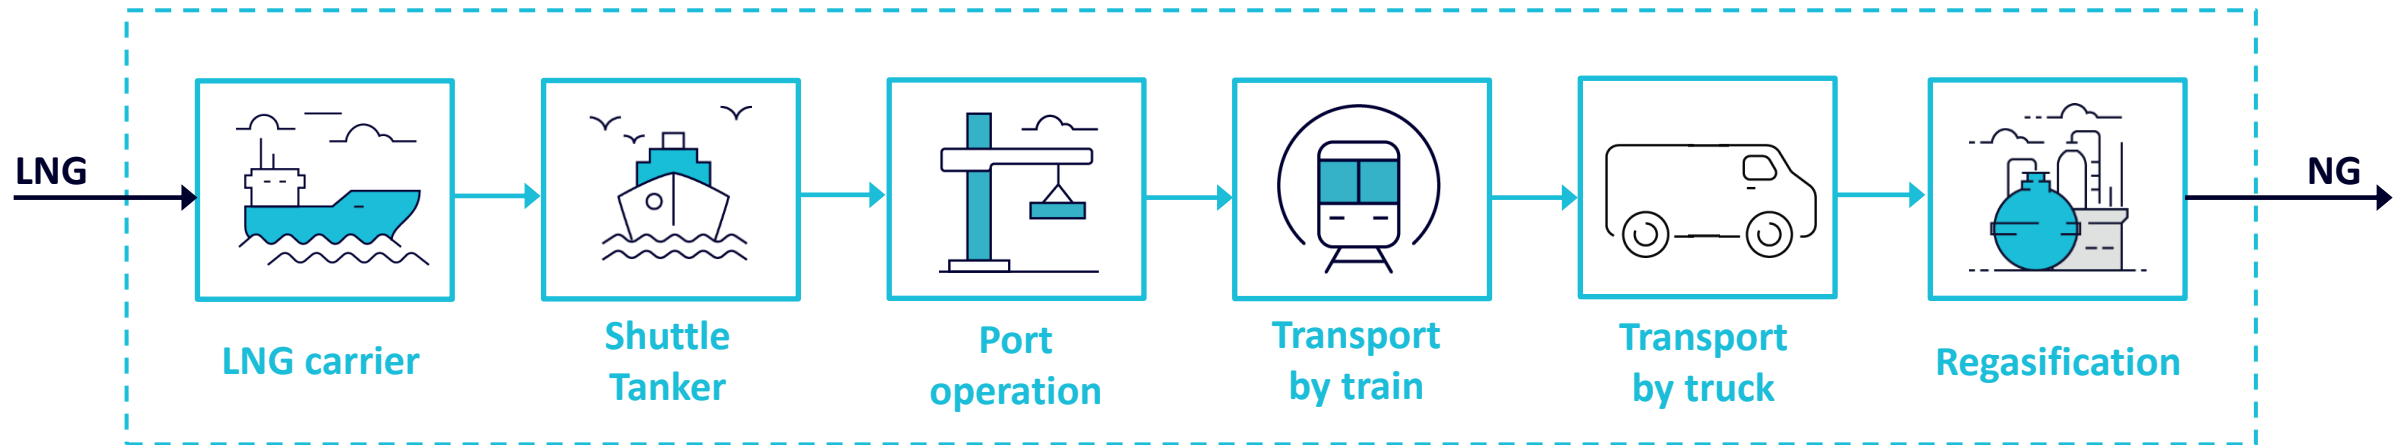 LNG
NG
LNG carrier
Shuttle
Tanker
Port
operation
Transport
by train
Transport
by truck
Regasification